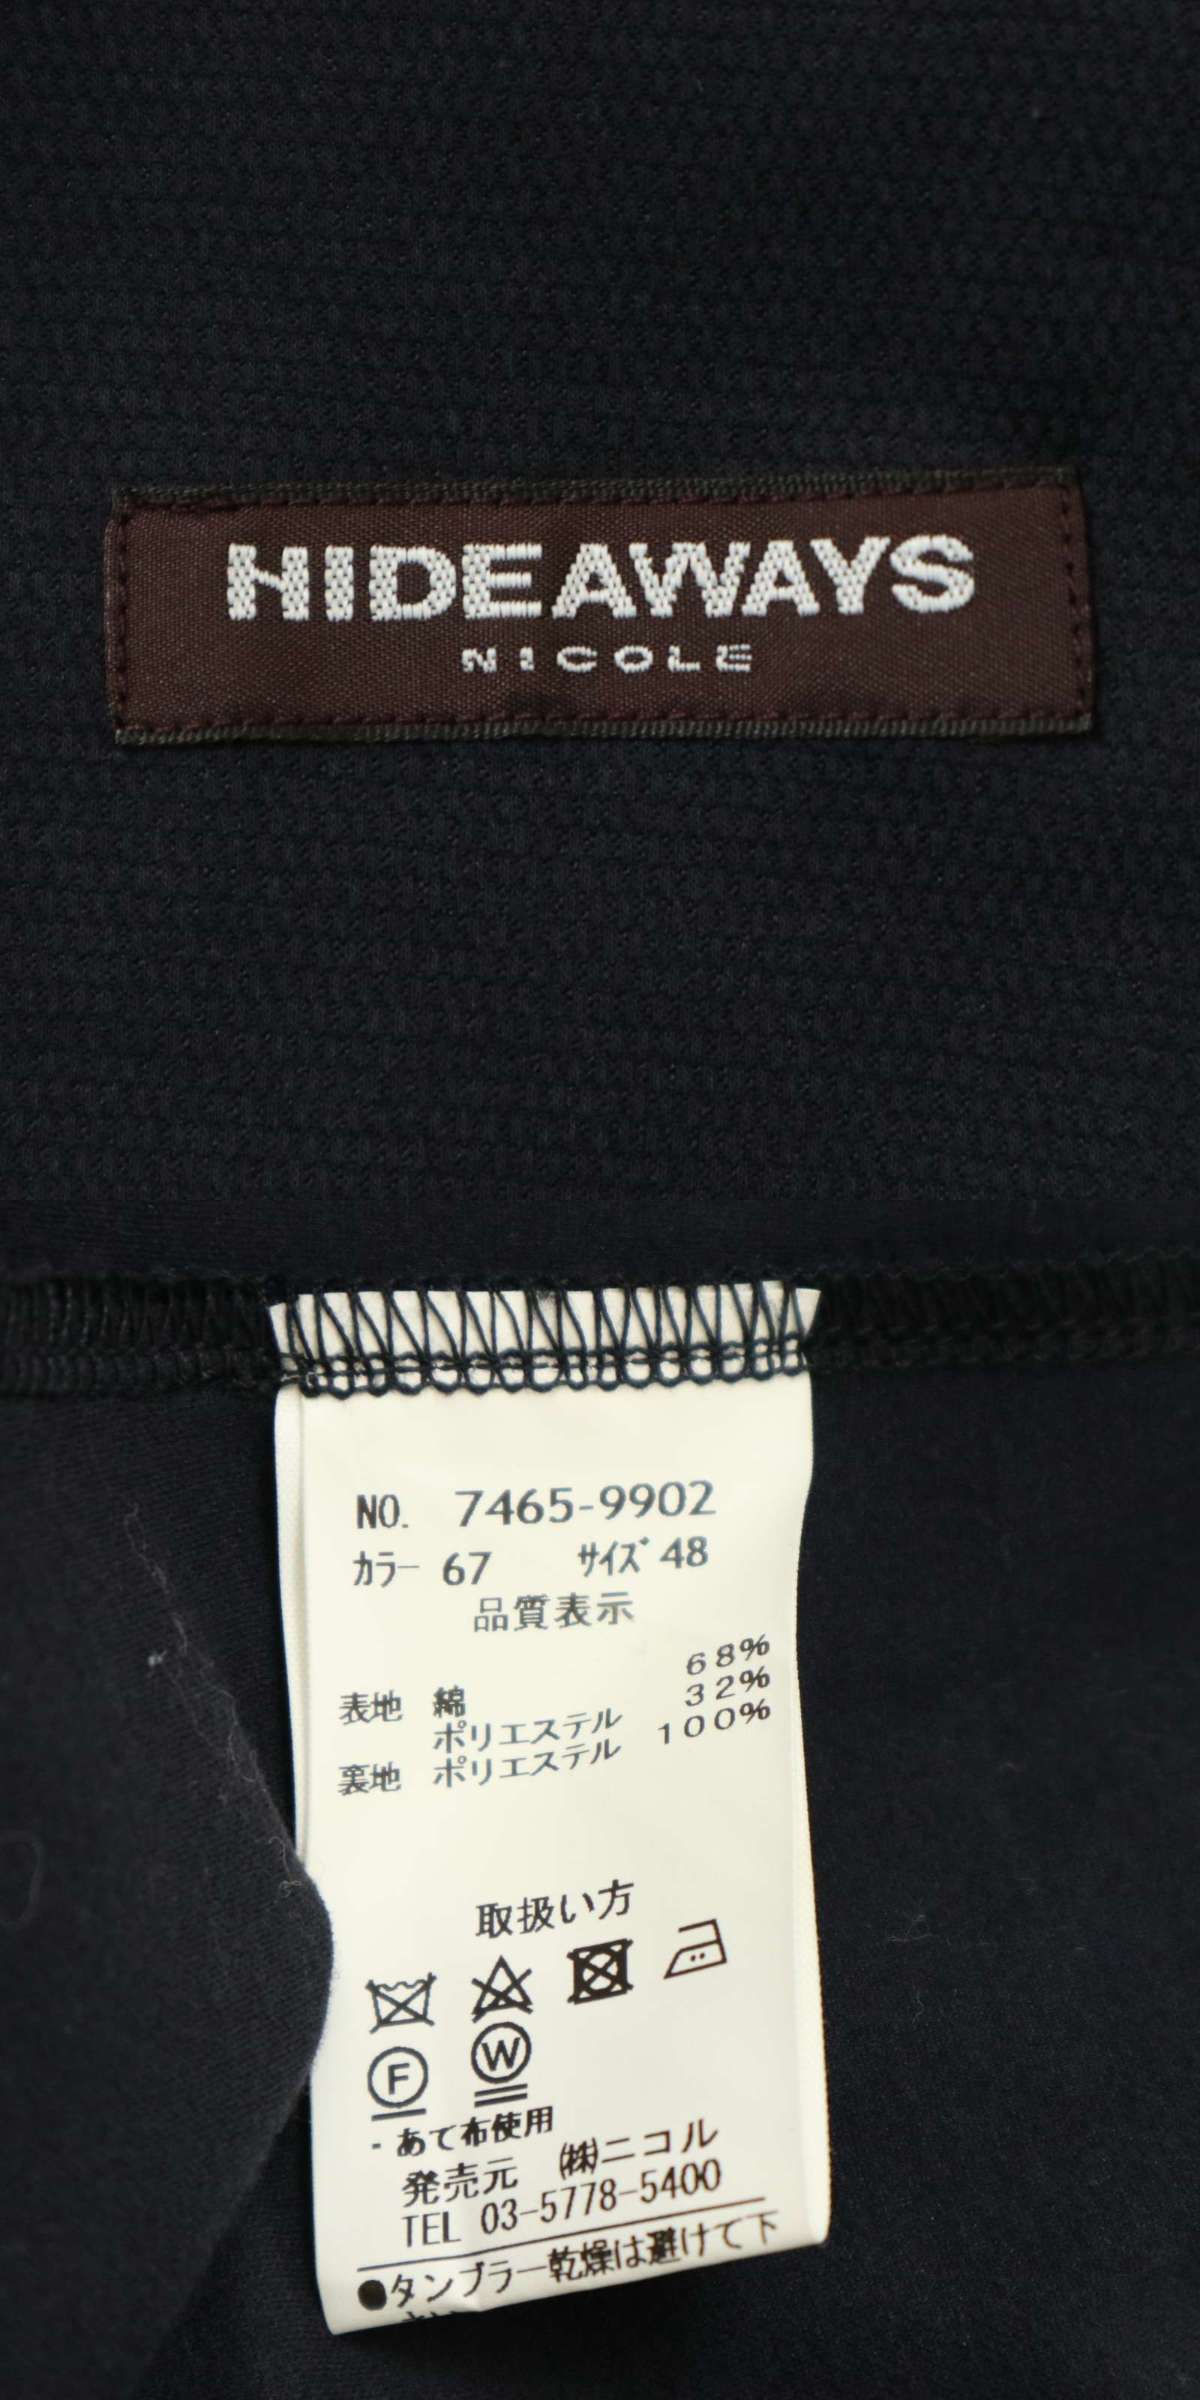 HIDEAWAYS
NICOLE
NO. 7465-9902
カラー 67 サイズ 48
品質表示
表地 綿 68%
ポリエステル 32%
裏地 ポリエステル 100%
取扱い方
F W
・あて布使用
発売元 ㈱ニコル
TEL 03-5778-5400
●タンブラー乾燥は避けて下